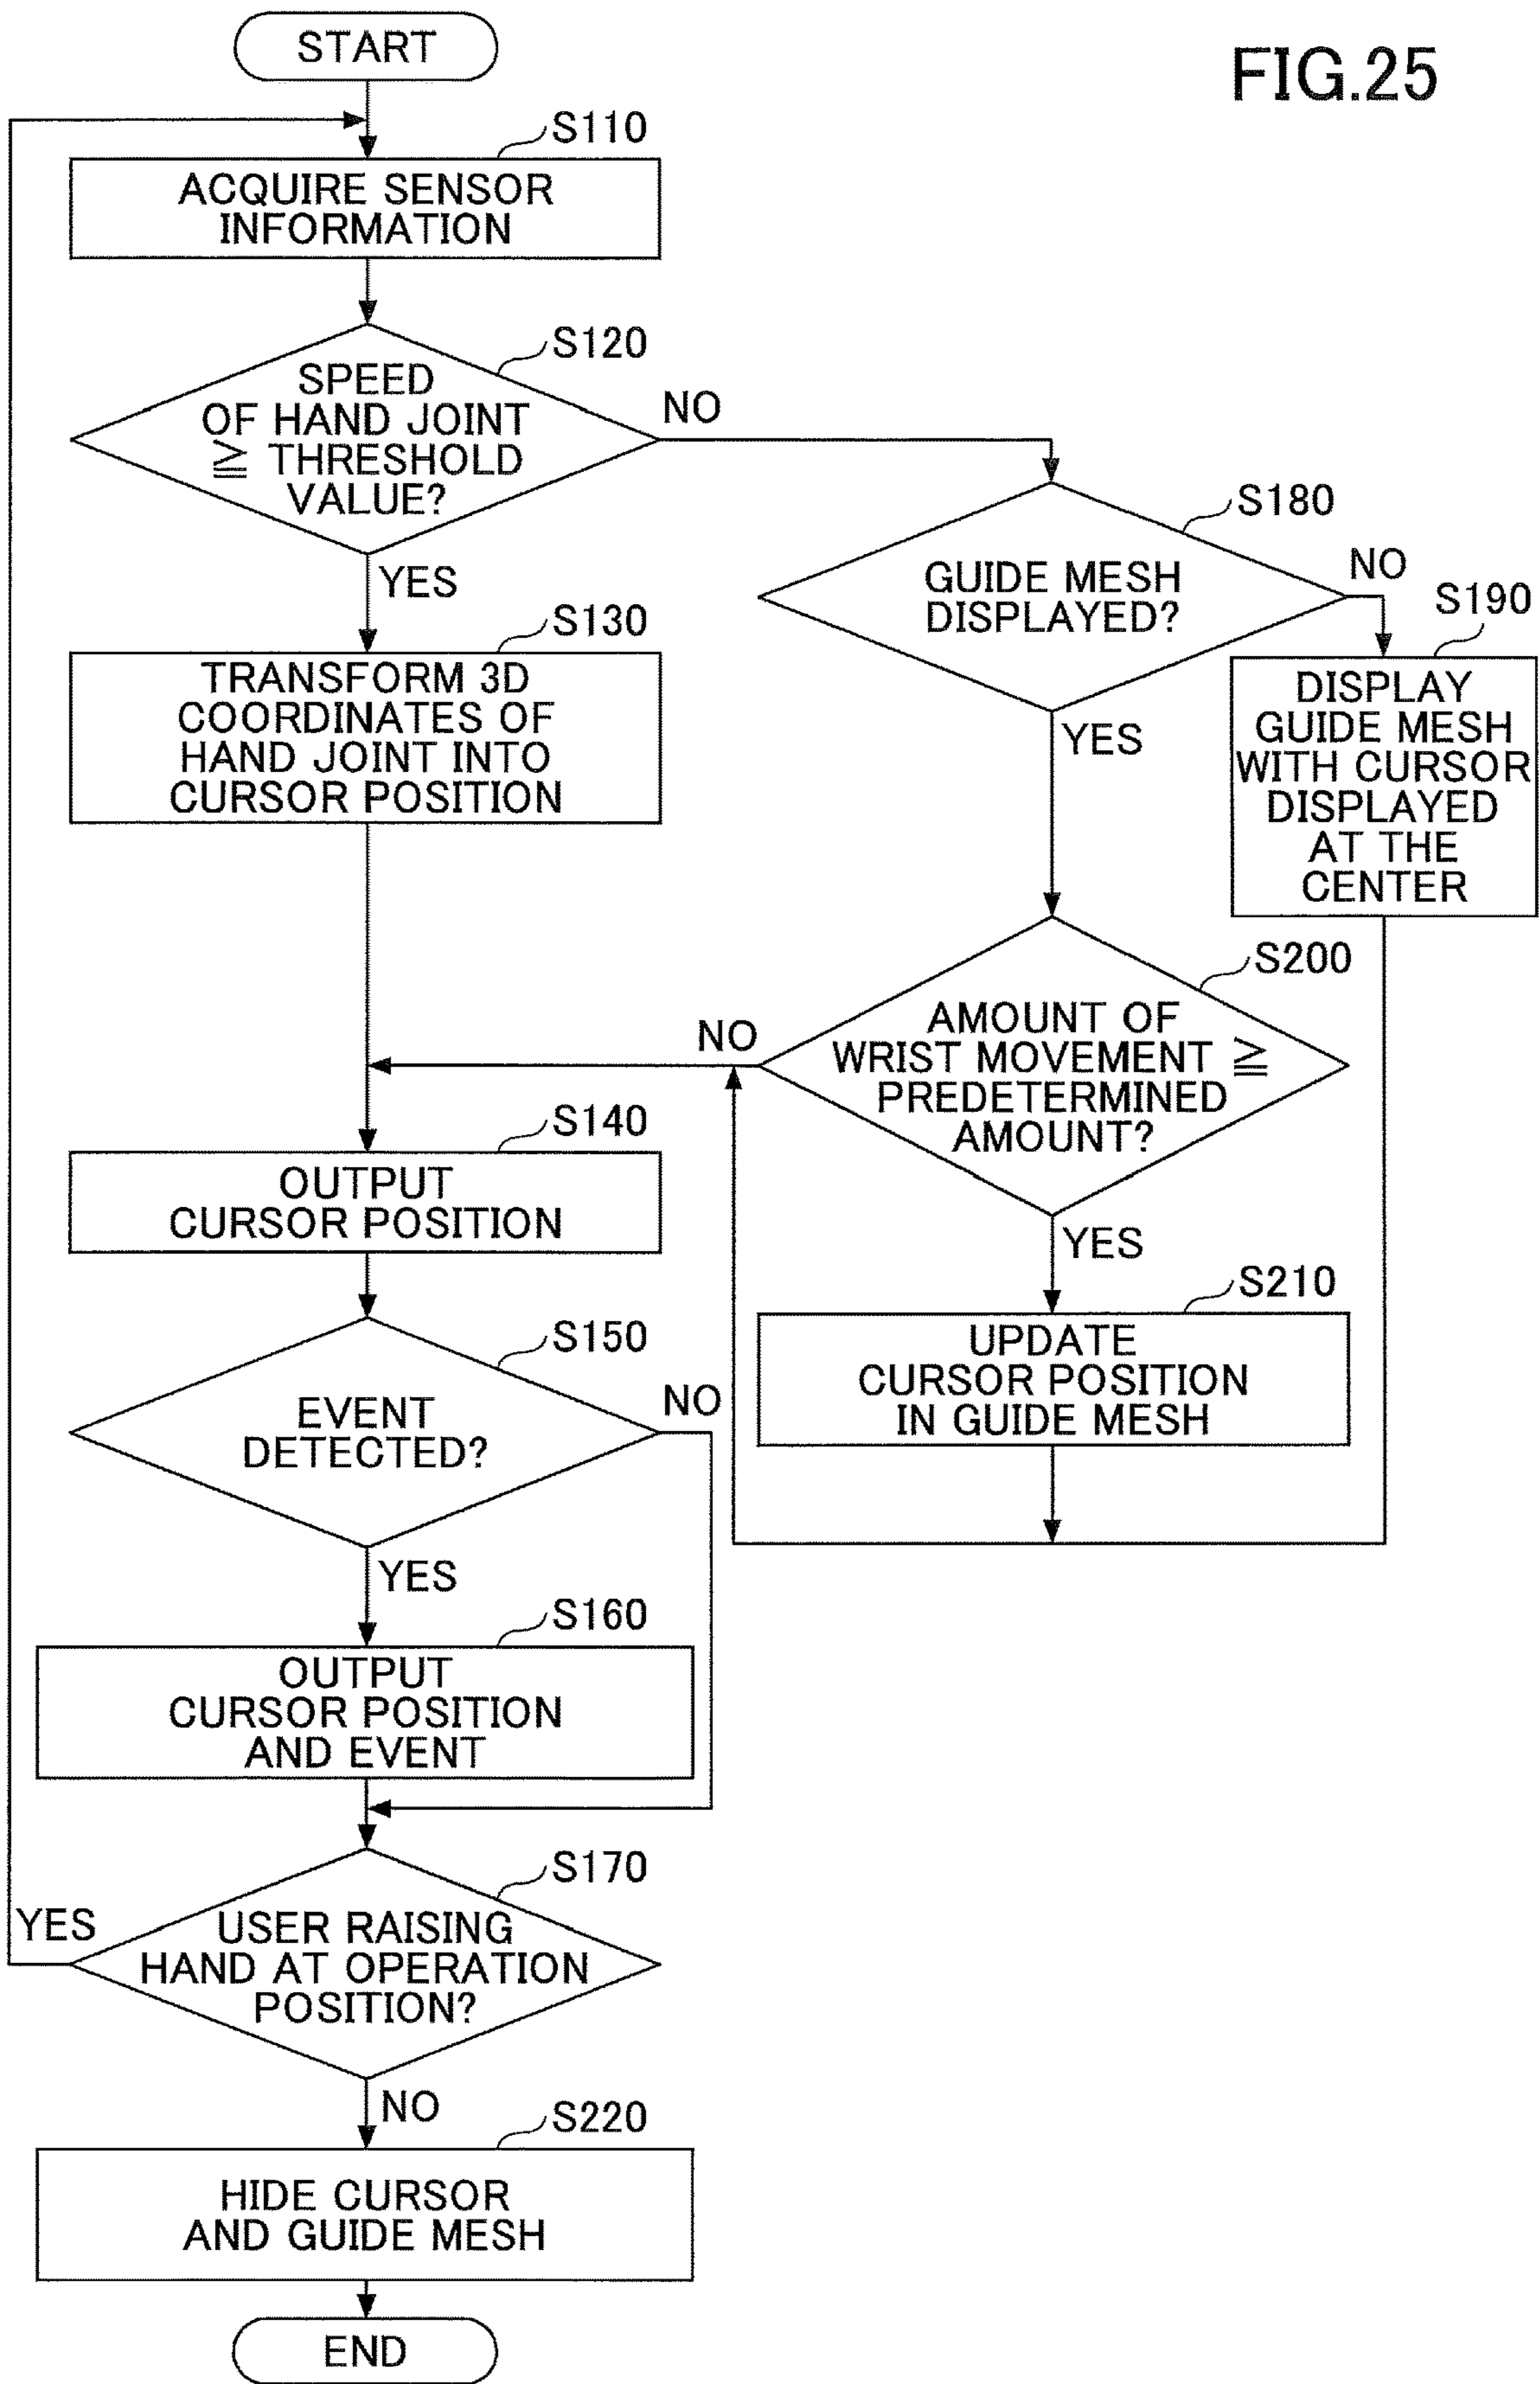 FIG.25
START
S110
ACQUIRE SENSOR
INFORMATION
S120
SPEED
OF HAND JOINT
≧ THRESHOLD
VALUE?
NO
YES
S180
GUIDE MESH
DISPLAYED?
NO
YES
S190
DISPLAY
GUIDE MESH
WITH CURSOR
DISPLAYED
AT THE
CENTER
S130
TRANSFORM 3D
COORDINATES OF
HAND JOINT INTO
CURSOR POSITION
S200
AMOUNT OF
WRIST MOVEMENT ≧
PREDETERMINED
AMOUNT?
NO
YES
S210
UPDATE
CURSOR POSITION
IN GUIDE MESH
S140
OUTPUT
CURSOR POSITION
S150
EVENT
DETECTED?
NO
YES
S160
OUTPUT
CURSOR POSITION
AND EVENT
S170
USER RAISING
HAND AT OPERATION
POSITION?
YES
NO
S220
HIDE CURSOR
AND GUIDE MESH
END